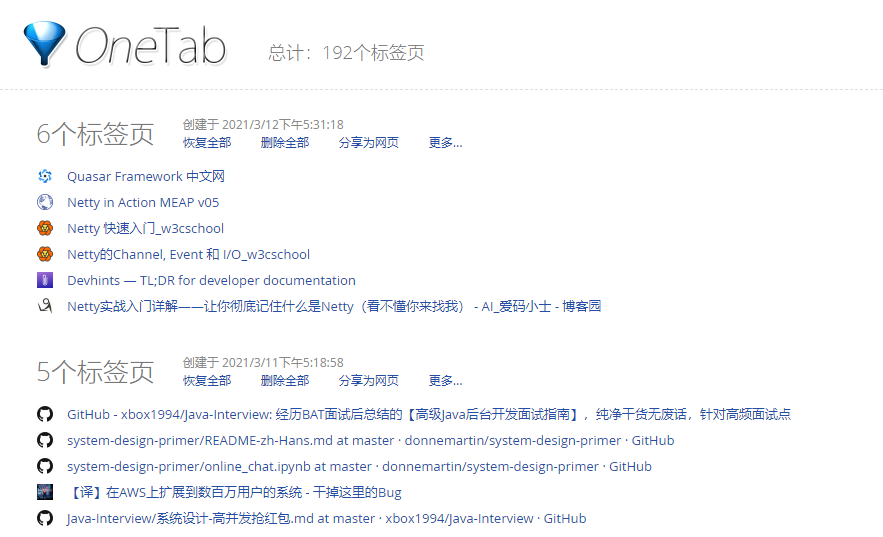 OneTab
总计：192个标签页
6个标签页
创建于 2021/3/12下午5:31:18
恢复全部 删除全部 分享为网页 更多...
Quasar Framework 中文网
Netty in Action MEAP v05
Netty 快速入门_w3cschool
Netty的Channel, Event 和 I/O_w3cschool
Devhints — TL;DR for developer documentation
Netty实战入门详解——让你彻底记住什么是Netty（看不懂你来找我） - AI_爱码小士 - 博客园
5个标签页
创建于 2021/3/11下午5:18:58
恢复全部 删除全部 分享为网页 更多...
GitHub - xbox1994/Java-Interview: 经历BAT面试后总结的【高级Java后台开发面试指南】，纯净干货无废话，针对高频面试点
system-design-primer/README-zh-Hans.md at master · donnemartin/system-design-primer · GitHub
system-design-primer/online_chat.ipynb at master · donnemartin/system-design-primer · GitHub
【译】在AWS上扩展到数百万用户的系统 - 干掉这里的Bug
Java-Interview/系统设计-高并发抢红包.md at master · xbox1994/Java-Interview · GitHub